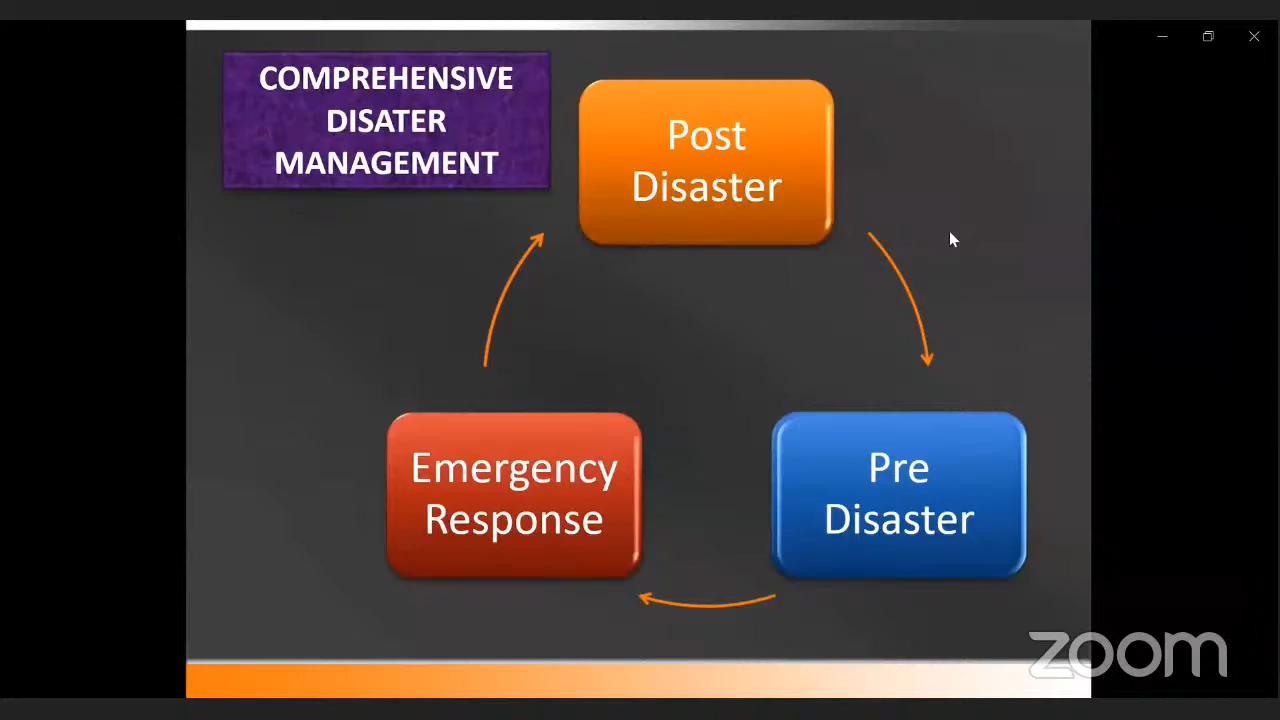 COMPREHENSIVE
DISATER
MANAGEMENT
Post
Disaster
Emergency
Response
Pre
Disaster
zoom